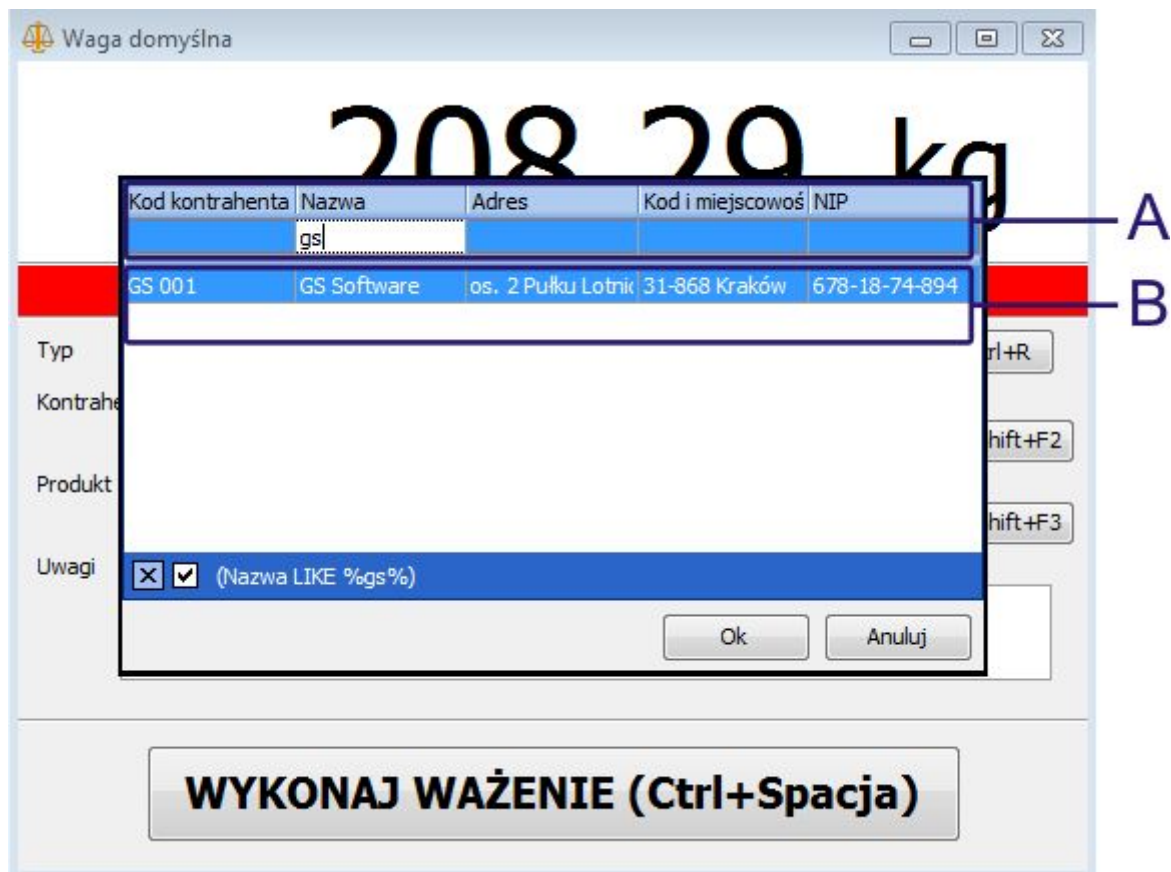 Waga domyślna
208,29 kg
Kod kontrahenta Nazwa Adres Kod i miejscowoś NIP
gs
A
GS 001 GS Software os. 2 Pułku Lotnic 31-868 Kraków 678-18-74-894
B
Typ rl+R
Kontrahe
hift+F2
Produkt
hift+F3
Uwagi
(Nazwa LIKE %gs%)
Ok Anuluj
WYKONAJ WAŻENIE (Ctrl+Spacja)